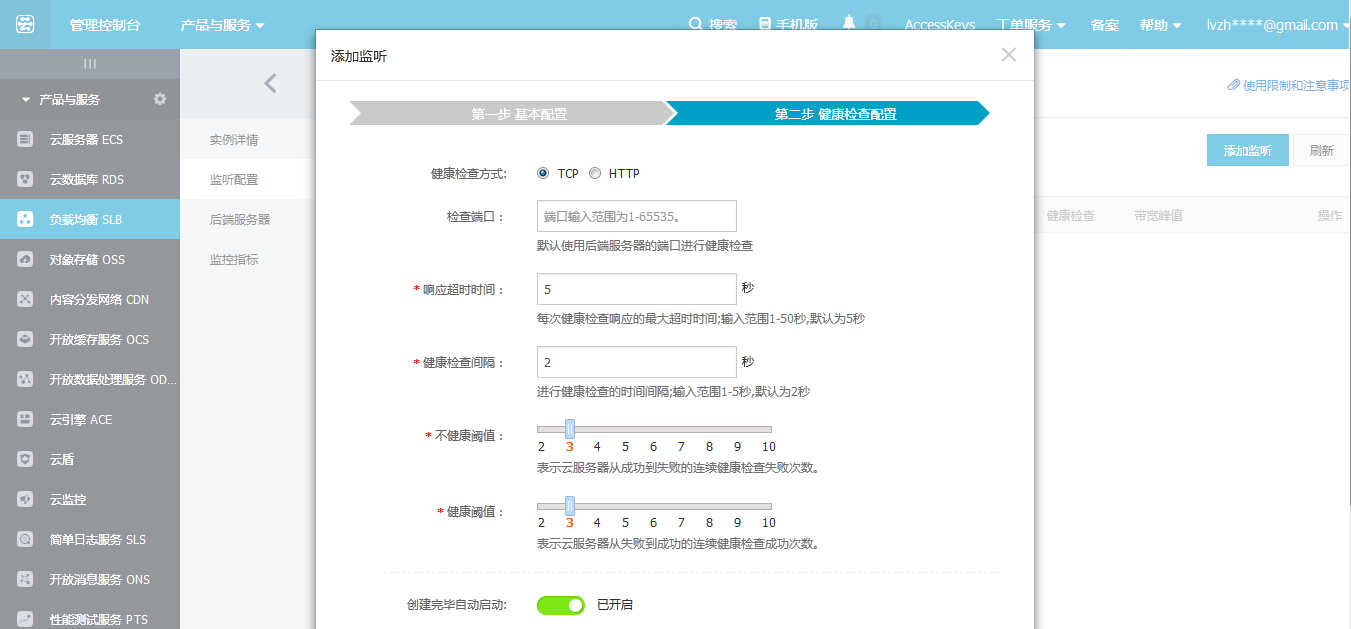 管理控制台 产品与服务 搜索 手机版 0 AccessKeys 工单服务 备案 帮助 lvzh****@gmail.com
产品与服务
云服务器 ECS
云数据库 RDS
负载均衡 SLB
对象存储 OSS
内容分发网络 CDN
开放缓存服务 OCS
开放数据处理服务 OD...
云引擎 ACE
云盾
云监控
简单日志服务 SLS
开放消息服务 ONS
性能测试服务 PTS
实例详情
监听配置
后端服务器
监控指标
添加监听
第一步 基本配置 第二步 健康检查配置
健康检查方式: TCP HTTP
检查端口： 端口输入范围为1-65535。
默认使用后端服务器的端口进行健康检查
*响应超时时间： 5 秒
每次健康检查响应的最大超时时间;输入范围1-50秒,默认为5秒
*健康检查间隔： 2 秒
进行健康检查的时间间隔;输入范围1-5秒,默认为2秒
*不健康阈值：
2 3 4 5 6 7 8 9 10
表示云服务器从成功到失败的连续健康检查失败次数。
*健康阈值：
2 3 4 5 6 7 8 9 10
表示云服务器从失败到成功的连续健康检查成功次数。
创建完毕自动启动: 已开启
使用限制和注意事项
添加监听 刷新
健康检查 带宽峰值 操作